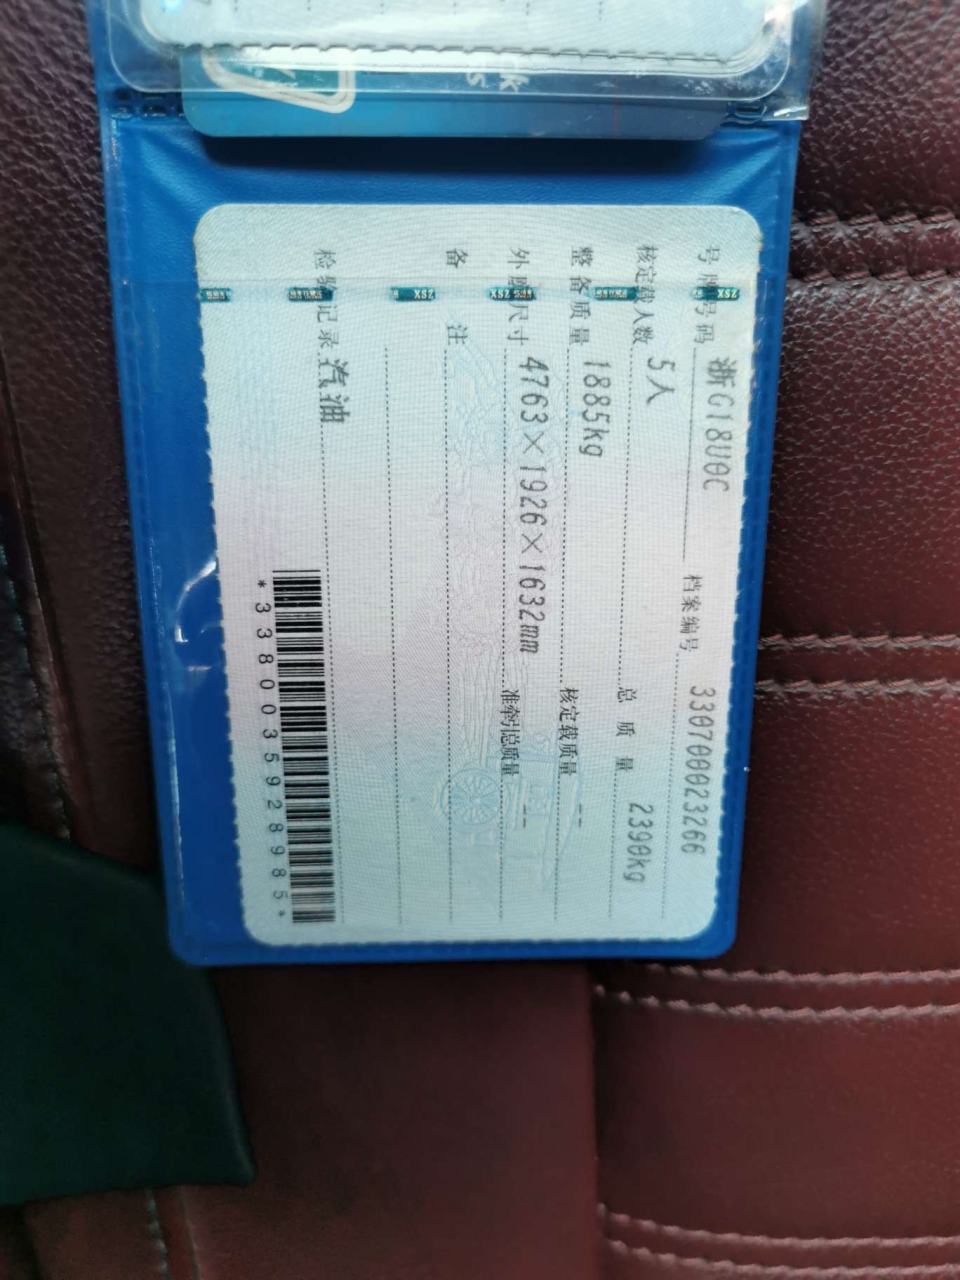 号牌号码 浙G18U0C 档案编号 330700023266
核定载人数 5人 总质量 2390kg
整备质量 1885kg 核定载质量 --
外廓尺寸 4763×1926×1632mm 准牵引总质量 --
备注
检验记录 汽油
*3380035928985*